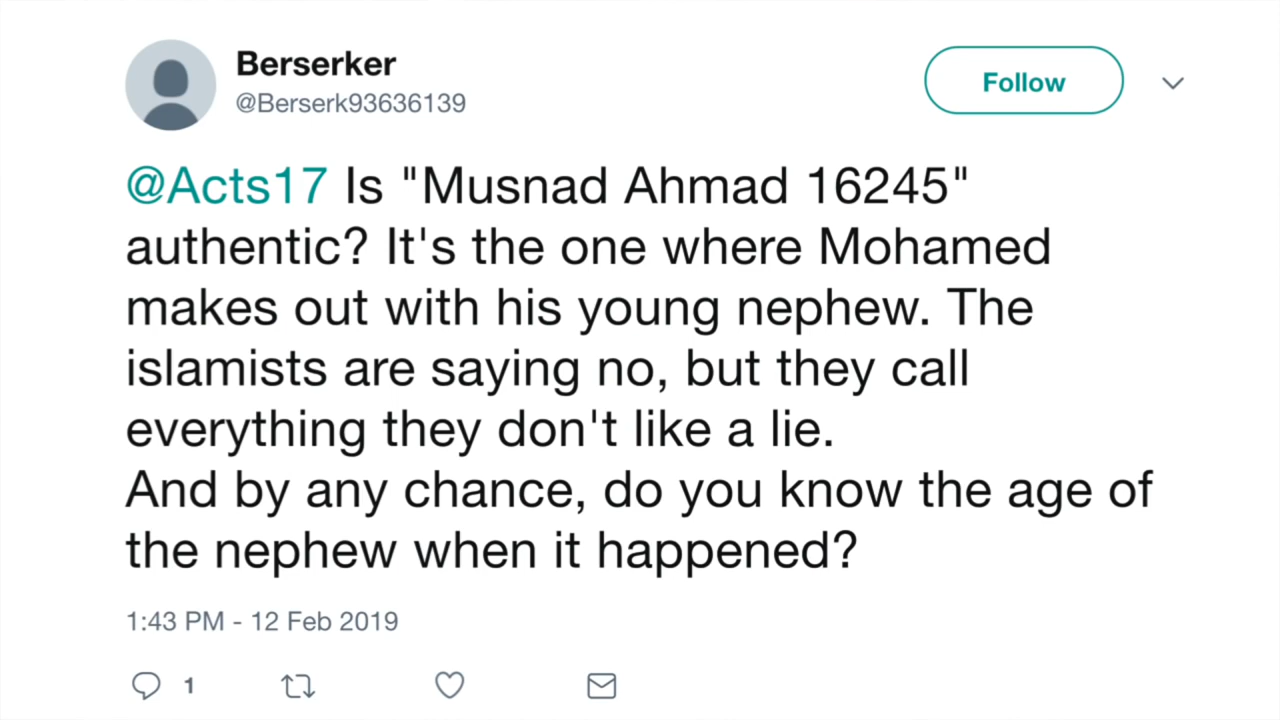 Berserker
@Berserk93636139
Follow
@Acts17 Is "Musnad Ahmad 16245"
authentic? It's the one where Mohamed
makes out with his young nephew. The
islamists are saying no, but they call
everything they don't like a lie.
And by any chance, do you know the age of
the nephew when it happened?
1:43 PM - 12 Feb 2019
1